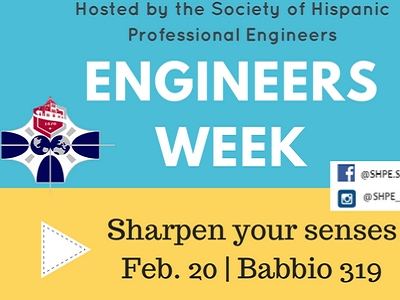 Hosted by the Society of Hispanic
Professional Engineers
ENGINEERS
WEEK
@SHPE.S
@SHPE_
Sharpen your senses
Feb. 20 | Babbio 319